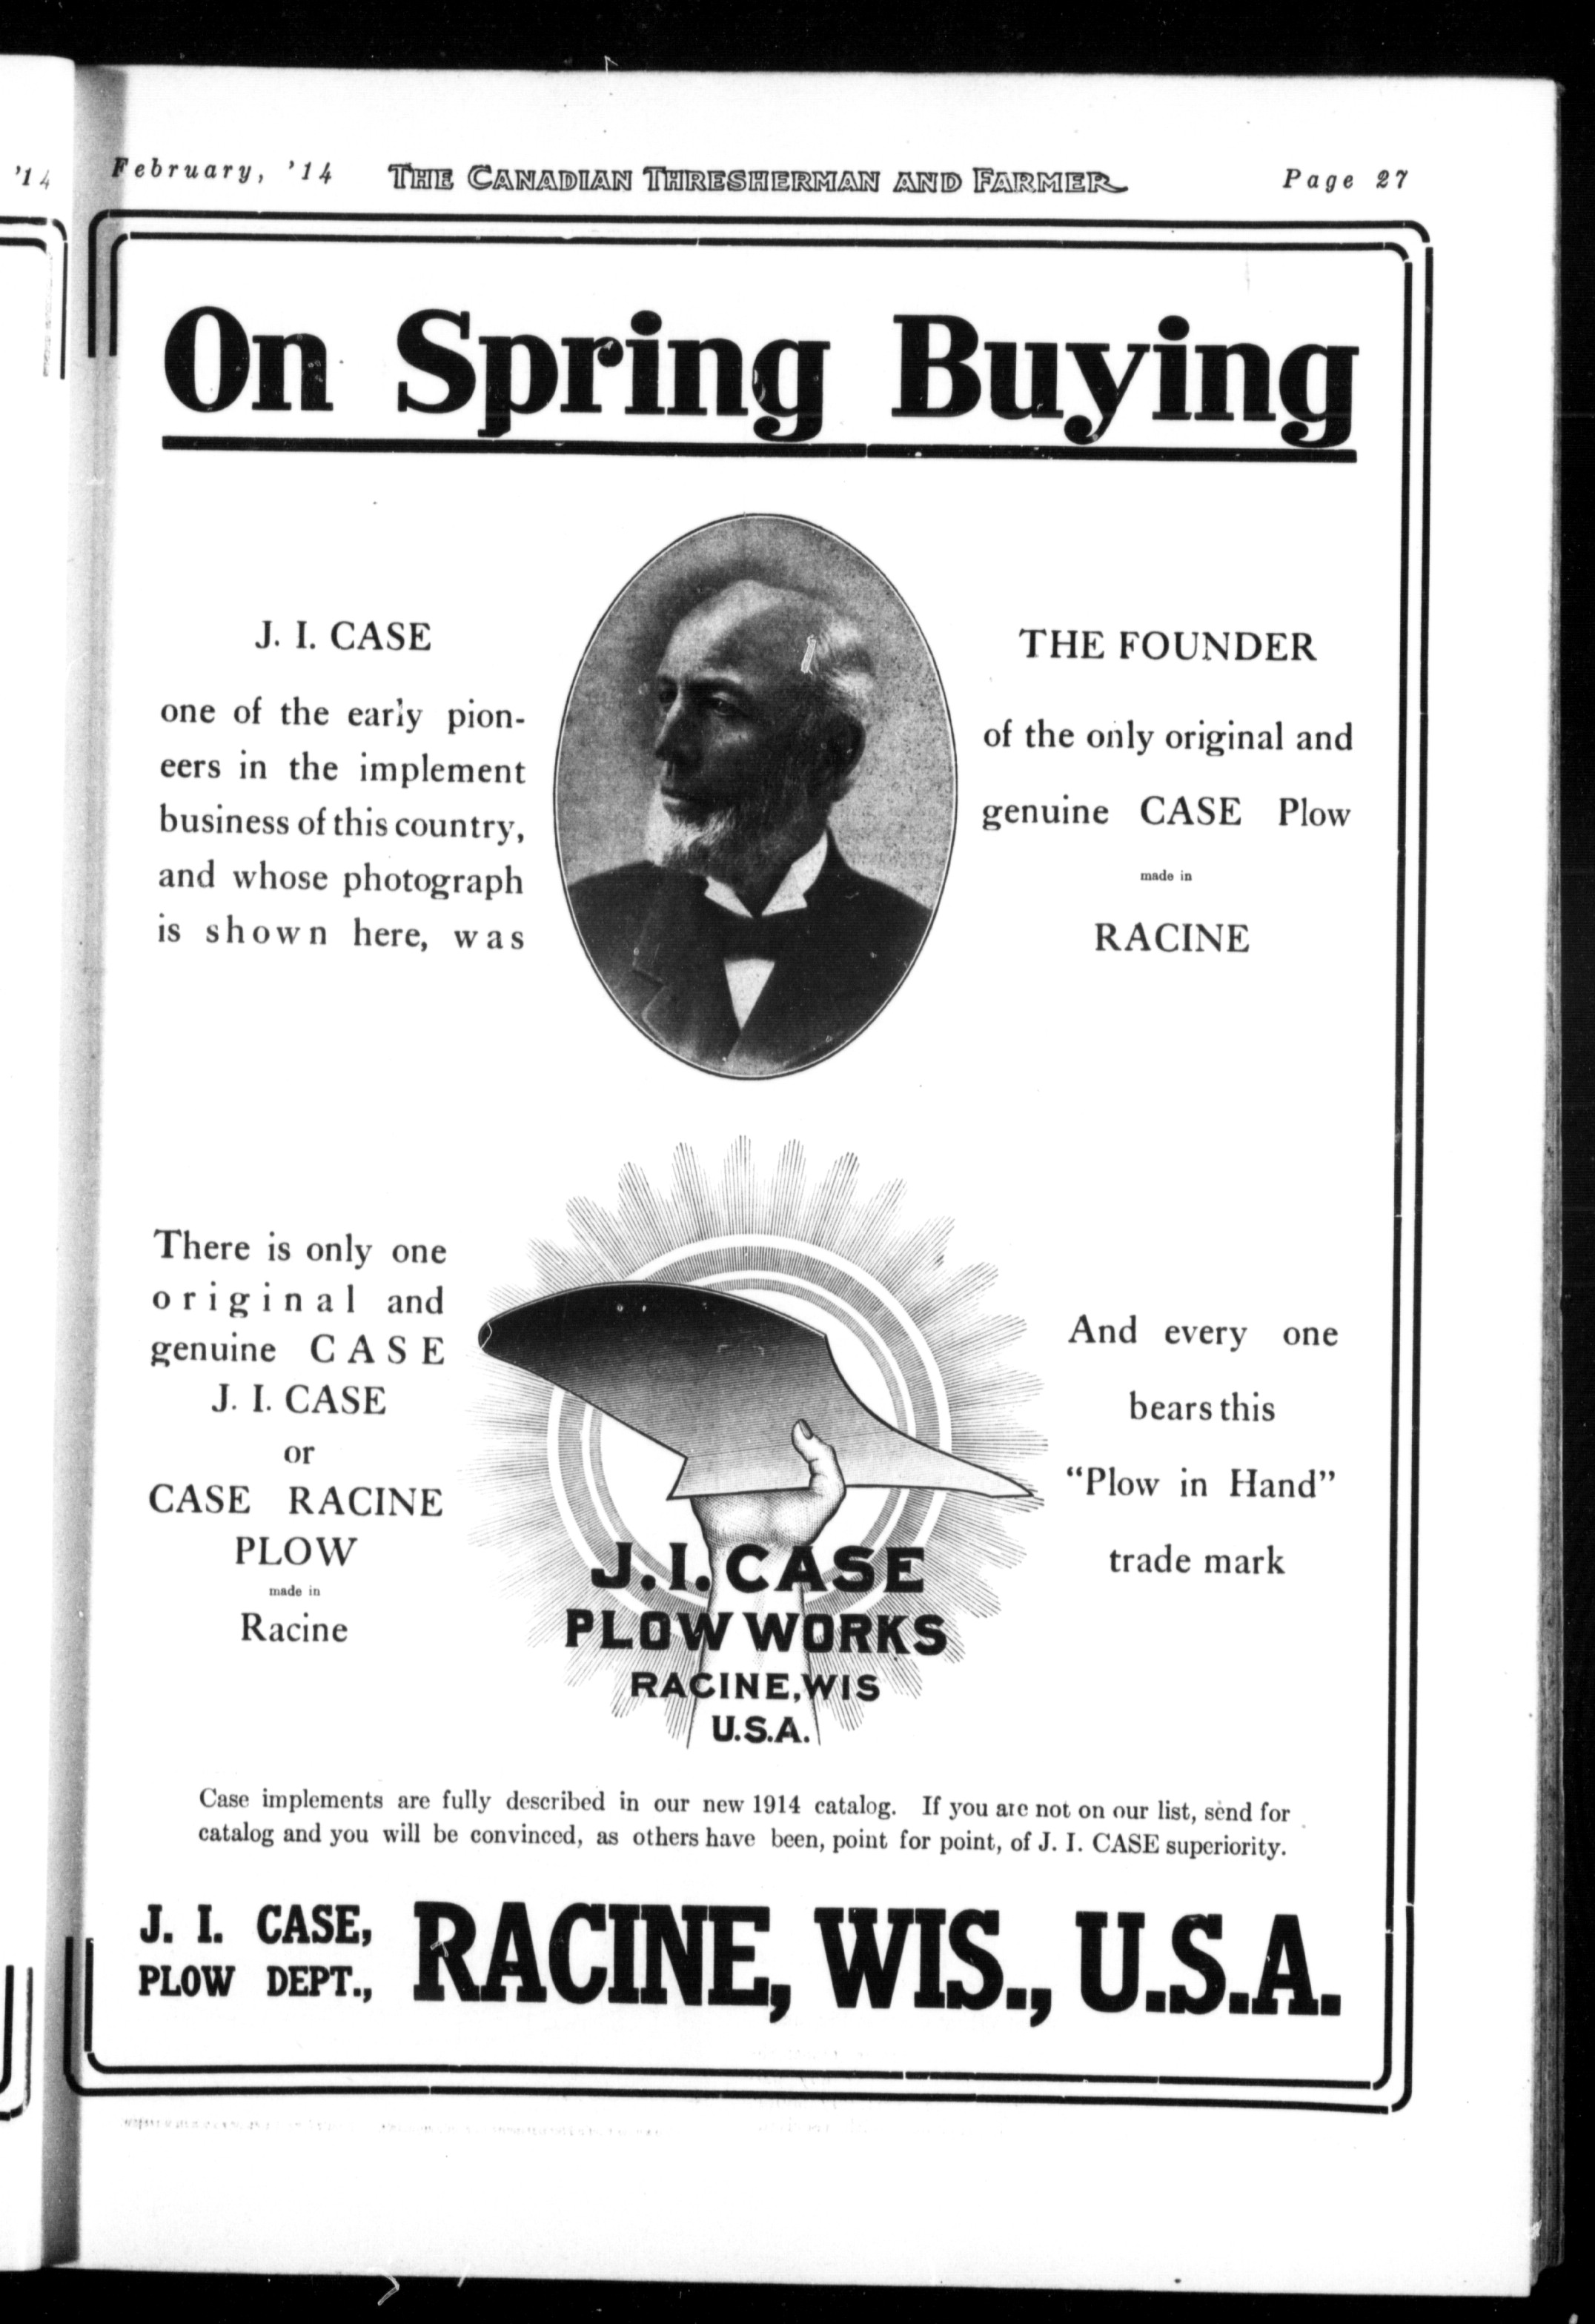 '14
February, '14 THE CANADIAN THRESHERMAN AND FARMER Page 27
On Spring Buying
J. I. CASE
one of the early pion-
eers in the implement
business of this country,
and whose photograph
is shown here, was
THE FOUNDER
of the only original and
genuine CASE Plow
made in
RACINE
There is only one
original and
genuine CASE
J. I. CASE
or
CASE RACINE
PLOW
made in
Racine
J. I. CASE
PLOW WORKS
RACINE, WIS
U.S.A.
And every one
bears this
“Plow in Hand”
trade mark
Case implements are fully described in our new 1914 catalog. If you are not on our list, send for
catalog and you will be convinced, as others have been, point for point, of J. I. CASE superiority.
J. I. CASE,
PLOW DEPT.,
RACINE, WIS., U.S.A.